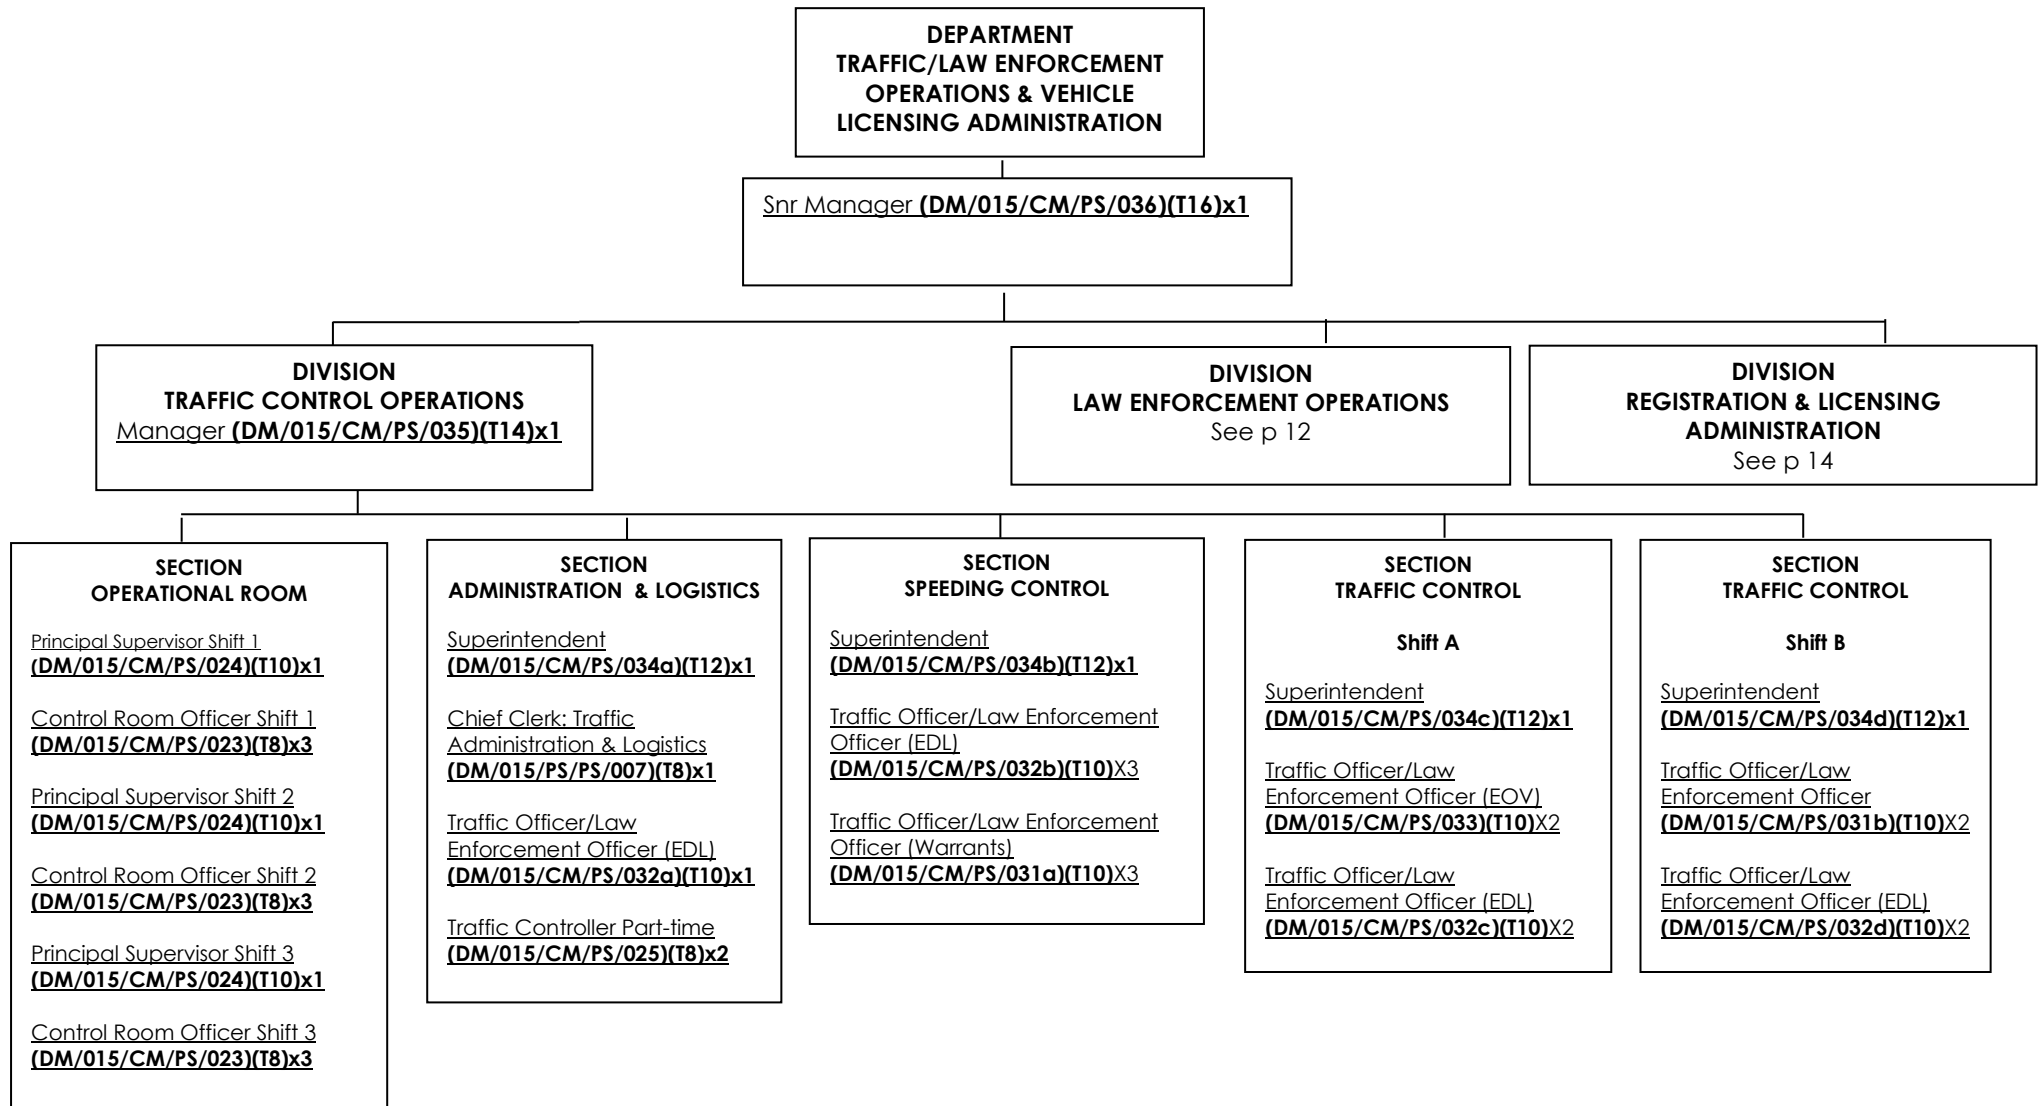 DEPARTMENT
TRAFFIC/LAW ENFORCEMENT
OPERATIONS & VEHICLE
LICENSING ADMINISTRATION
Snr Manager (DM/015/CM/PS/036)(T16)x1
DIVISION
TRAFFIC CONTROL OPERATIONS
Manager (DM/015/CM/PS/035)(T14)x1
DIVISION
LAW ENFORCEMENT OPERATIONS
See p 12
DIVISION
REGISTRATION & LICENSING
ADMINISTRATION
See p 14
SECTION
OPERATIONAL ROOM
Principal Supervisor Shift 1
(DM/015/CM/PS/024)(T10)x1
Control Room Officer Shift 1
(DM/015/CM/PS/023)(T8)x3
Principal Supervisor Shift 2
(DM/015/CM/PS/024)(T10)x1
Control Room Officer Shift 2
(DM/015/CM/PS/023)(T8)x3
Principal Supervisor Shift 3
(DM/015/CM/PS/024)(T10)x1
Control Room Officer Shift 3
(DM/015/CM/PS/023)(T8)x3
SECTION
ADMINISTRATION & LOGISTICS
Superintendent
(DM/015/CM/PS/034a)(T12)x1
Chief Clerk: Traffic
Administration & Logistics
(DM/015/PS/PS/007)(T8)x1
Traffic Officer/Law
Enforcement Officer (EDL)
(DM/015/CM/PS/032a)(T10)x1
Traffic Controller Part-time
(DM/015/CM/PS/025)(T8)x2
SECTION
SPEEDING CONTROL
Superintendent
(DM/015/CM/PS/034b)(T12)x1
Traffic Officer/Law Enforcement
Officer (EDL)
(DM/015/CM/PS/032b)(T10)X3
Traffic Officer/Law Enforcement
Officer (Warrants)
(DM/015/CM/PS/031a)(T10)X3
SECTION
TRAFFIC CONTROL
Shift A
Superintendent
(DM/015/CM/PS/034c)(T12)x1
Traffic Officer/Law
Enforcement Officer (EOV)
(DM/015/CM/PS/033)(T10)X2
Traffic Officer/Law
Enforcement Officer (EDL)
(DM/015/CM/PS/032c)(T10)X2
SECTION
TRAFFIC CONTROL
Shift B
Superintendent
(DM/015/CM/PS/034d)(T12)x1
Traffic Officer/Law
Enforcement Officer
(DM/015/CM/PS/031b)(T10)X2
Traffic Officer/Law
Enforcement Officer (EDL)
(DM/015/CM/PS/032d)(T10)X2